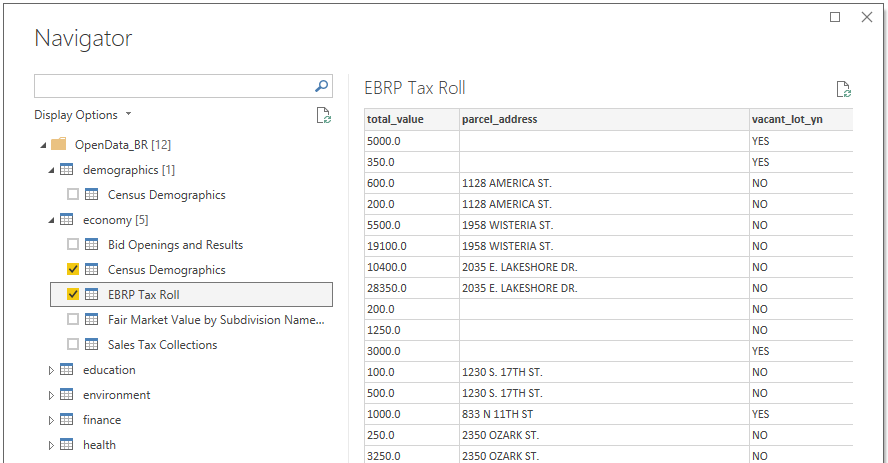 Navigator
Display Options
OpenData_BR [12]
demographics [1]
Census Demographics
economy [5]
Bid Openings and Results
Census Demographics
EBRP Tax Roll
Fair Market Value by Subdivision Name...
Sales Tax Collections
education
environment
finance
health
EBRP Tax Roll
total_value parcel_address vacant_lot_yn
5000.0 YES
350.0 YES
600.0 1128 AMERICA ST. NO
200.0 1128 AMERICA ST. NO
5500.0 1958 WISTERIA ST. NO
19100.0 1958 WISTERIA ST. NO
10400.0 2035 E. LAKESHORE DR. NO
28350.0 2035 E. LAKESHORE DR. NO
200.0 NO
1250.0 NO
3000.0 YES
100.0 1230 S. 17TH ST. NO
500.0 1230 S. 17TH ST. NO
1000.0 833 N 11TH ST YES
250.0 2350 OZARK ST. NO
3250.0 2350 OZARK ST. NO